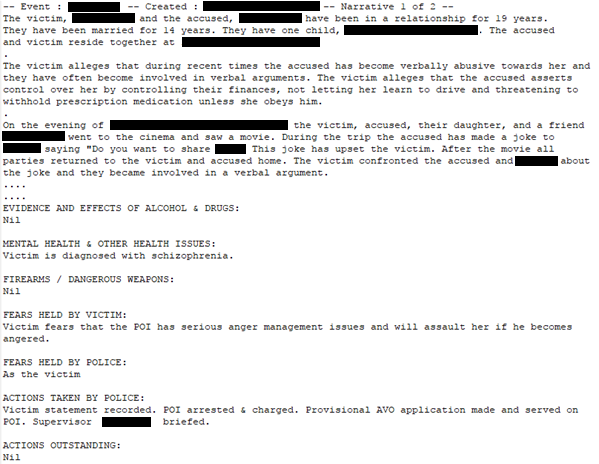 -- Event : -- Created : -- Narrative 1 of 2 --
The victim, and the accused, have been in a relationship for 19 years.
They have been married for 14 years. They have one child, . The accused
and victim reside together at
.
The victim alleges that during recent times the accused has become verbally abusive towards her and
they have often become involved in verbal arguments. The victim alleges that the accused asserts
control over her by controlling their finances, not letting her learn to drive and threatening to
withhold prescription medication unless she obeys him.
.
On the evening of the victim, accused, their daughter, and a friend
went to the cinema and saw a movie. During the trip the accused has made a joke to
saying "Do you want to share This joke has upset the victim. After the movie all
parties returned to the victim and accused home. The victim confronted the accused and about
the joke and they became involved in a verbal argument.
....
....
EVIDENCE AND EFFECTS OF ALCOHOL & DRUGS:
Nil
MENTAL HEALTH & OTHER HEALTH ISSUES:
Victim is diagnosed with schizophrenia.
FIREARMS / DANGEROUS WEAPONS:
Nil
FEARS HELD BY VICTIM:
Victim fears that the POI has serious anger management issues and will assault her if he becomes
angered.
FEARS HELD BY POLICE:
As the victim
ACTIONS TAKEN BY POLICE:
Victim statement recorded. POI arrested & charged. Provisional AVO application made and served on
POI. Supervisor briefed.
ACTIONS OUTSTANDING:
Nil